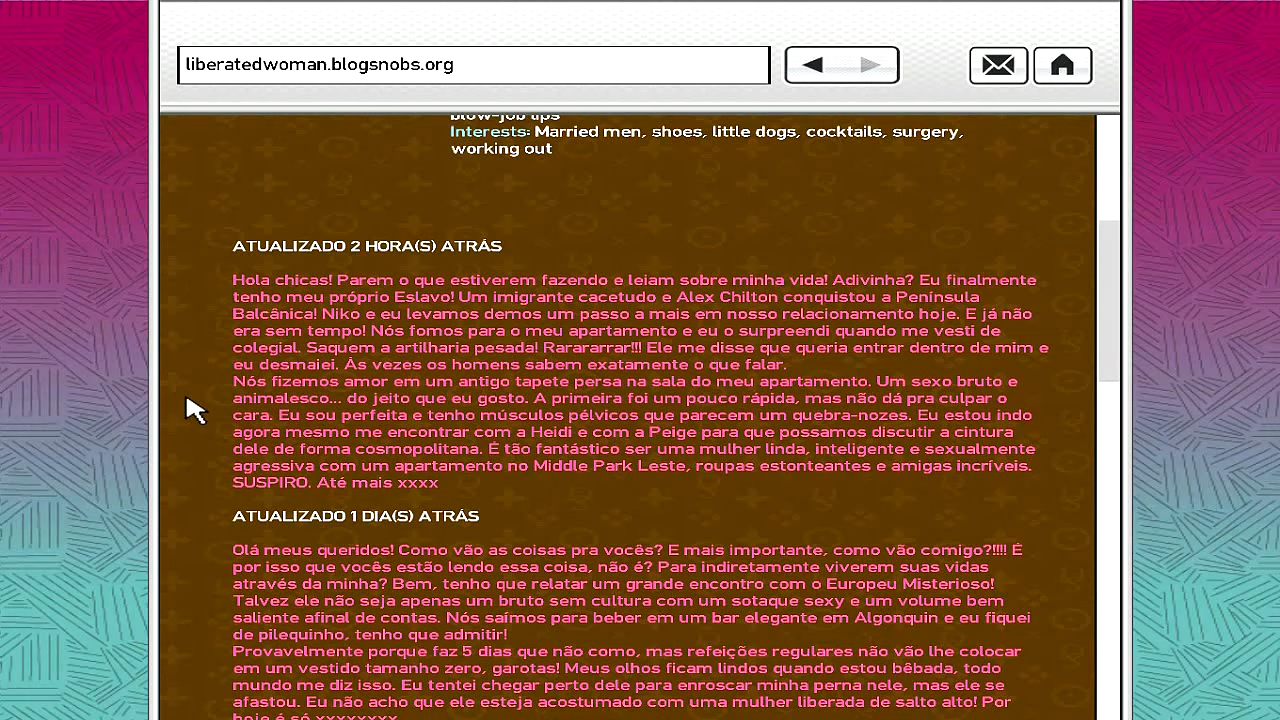 liberatedwoman.blogsnobs.org
blow-job tips
Interests: Married men, shoes, little dogs, cocktails, surgery,
working out
ATUALIZADO 2 HORA(S) ATRÁS
Hola chicas! Parem o que estiverem fazendo e leiam sobre minha vida! Adivinha? Eu finalmente
tenho meu próprio Eslavo! Um imigrante cacetudo e Alex Chilton conquistou a Península
Balcânica! Niko e eu levamos demos um passo a mais em nosso relacionamento hoje. E já não
era sem tempo! Nós fomos para o meu apartamento e eu o surpreendi quando me vesti de
colegial. Saquem a artilharia pesada! Rarararrar!!! Ele me disse que queria entrar dentro de mim e
eu desmaiei. Às vezes os homens sabem exatamente o que falar.
Nós fizemos amor em um antigo tapete persa na sala do meu apartamento. Um sexo bruto e
animalesco... do jeito que eu gosto. A primeira foi um pouco rápida, mas não dá pra culpar o
cara. Eu sou perfeita e tenho músculos pélvicos que parecem um quebra-nozes. Eu estou indo
agora mesmo me encontrar com a Heidi e com a Peige para que possamos discutir a cintura
dele de forma cosmopolitana. É tão fantástico ser uma mulher linda, inteligente e sexualmente
agressiva com um apartamento no Middle Park Leste, roupas estonteantes e amigas incríveis.
SUSPIRO. Até mais xxxx
ATUALIZADO 1 DIA(S) ATRÁS
Olá meus queridos! Como vão as coisas pra vocês? E mais importante, como vão comigo?!!!! É
por isso que vocês estão lendo essa coisa, não é? Para indiretamente viverem suas vidas
através da minha? Bem, tenho que relatar um grande encontro com o Europeu Misterioso!
Talvez ele não seja apenas um bruto sem cultura com um sotaque sexy e um volume bem
saliente afinal de contas. Nós saímos para beber em um bar elegante em Algonquin e eu fiquei
de pilequinho, tenho que admitir!
Provavelmente porque faz 5 dias que não como, mas refeições regulares não vão lhe colocar
em um vestido tamanho zero, garotas! Meus olhos ficam lindos quando estou bêbada, todo
mundo me diz isso. Eu tentei chegar perto dele para enroscar minha perna nele, mas ele se
afastou. Eu não acho que ele esteja acostumado com uma mulher liberada de salto alto! Por
hoje é só xxxxxxxx